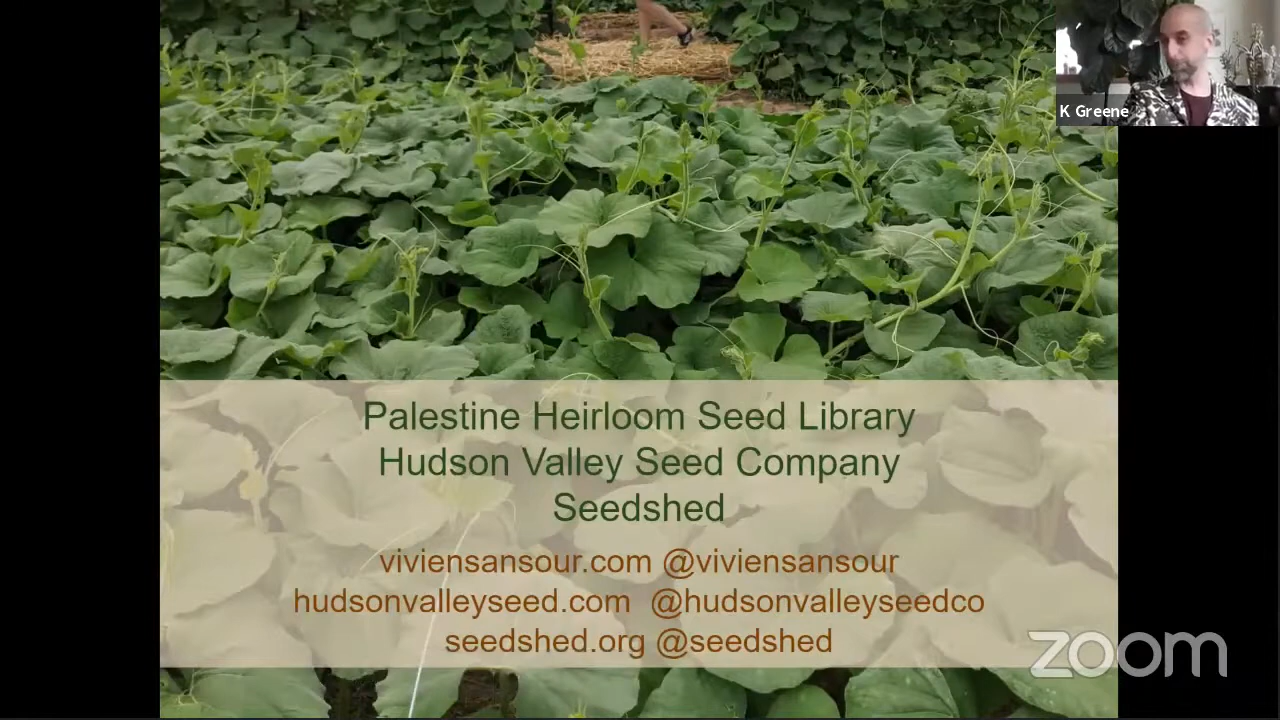 K Greene
Palestine Heirloom Seed Library
Hudson Valley Seed Company
Seedshed
viviensansour.com @viviensansour
hudsonvalleyseed.com @hudsonvalleyseedco
seedshed.org @seedshed
zoom